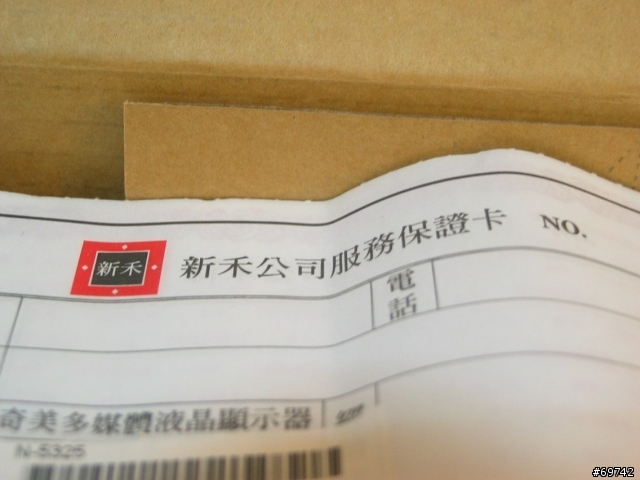 新禾
新禾公司服務保證卡 NO.
電話
奇美多媒體液晶顯示器
N-5325
#69742